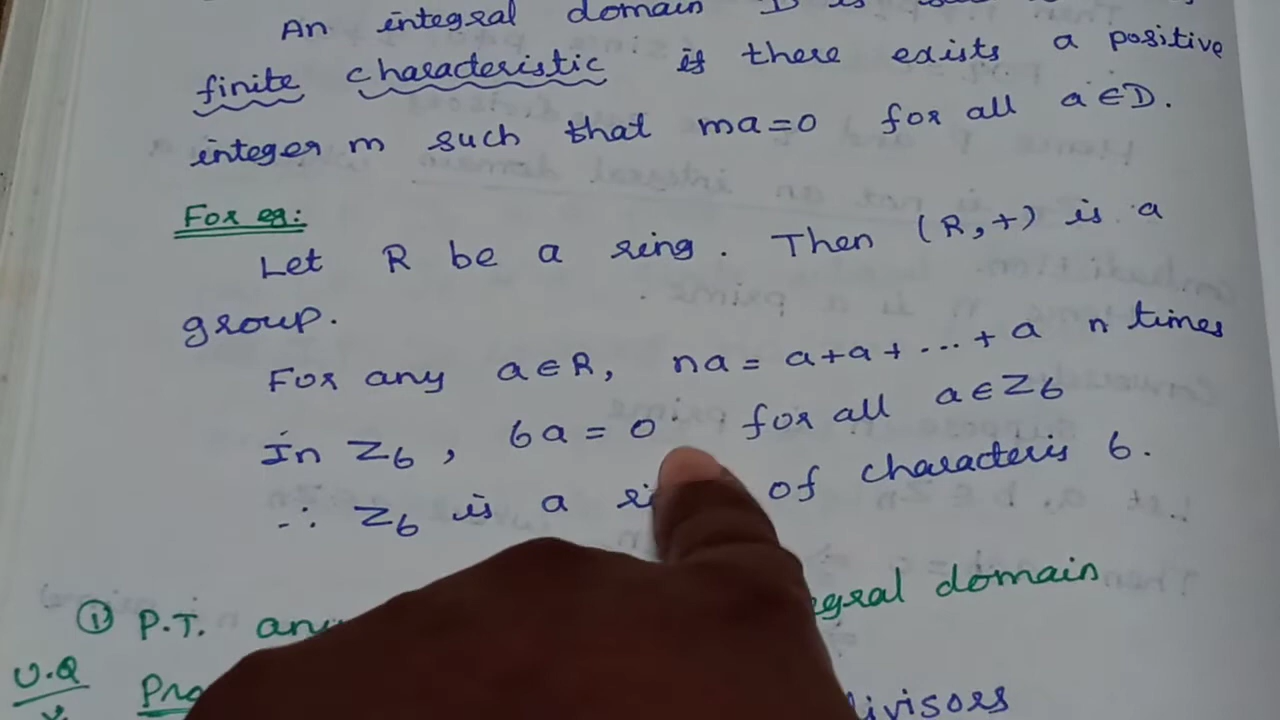 An integral domain D is
finite characteristic if there exists a positive
integer m such that ma=0 for all a∈D.
For eg:
Let R be a ring. Then (R,+) is a
group.
For any a∈R, na = a+a+...+a n times
In Z6, 6a = 0 for all a∈Z6
∴ Z6 is a of characteris 6.
① P.T. any domain
U.Q